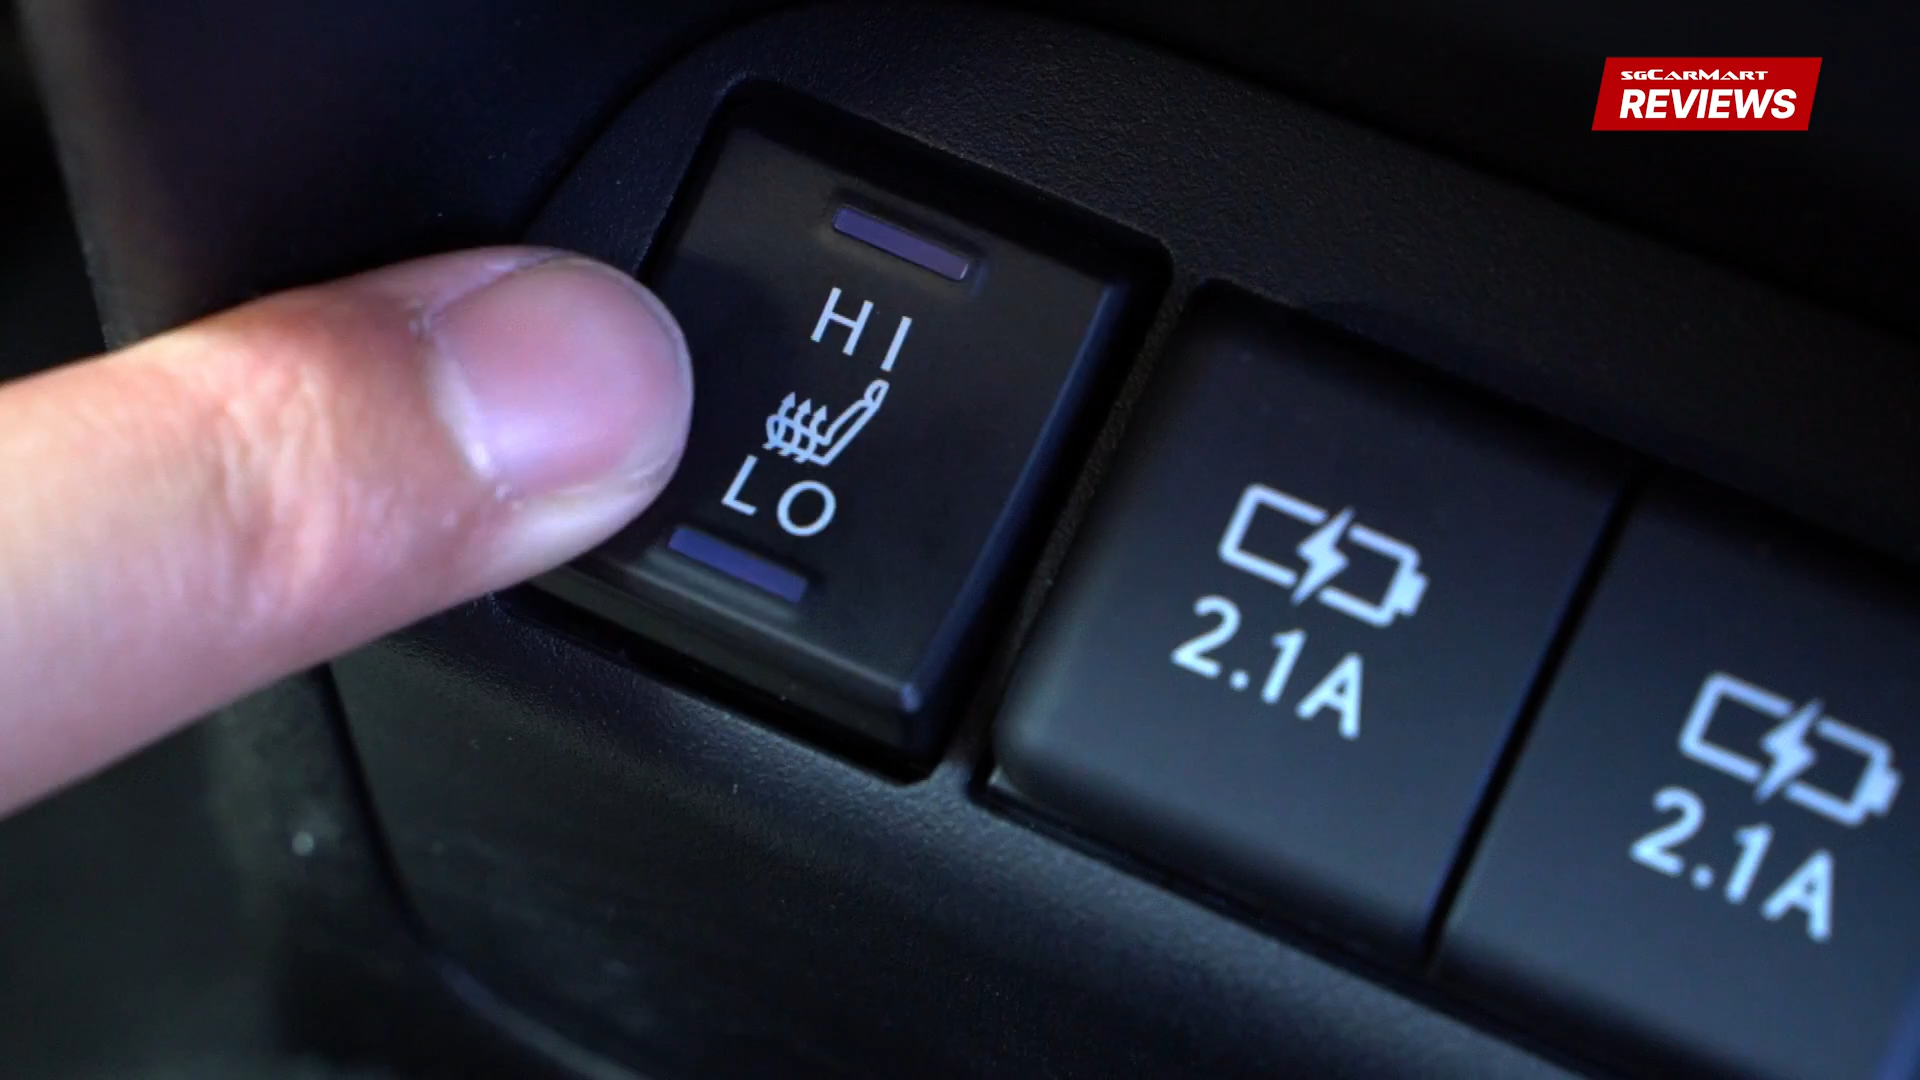 SGCARMART
REVIEWS
HI
LO
2.1A
2.1A